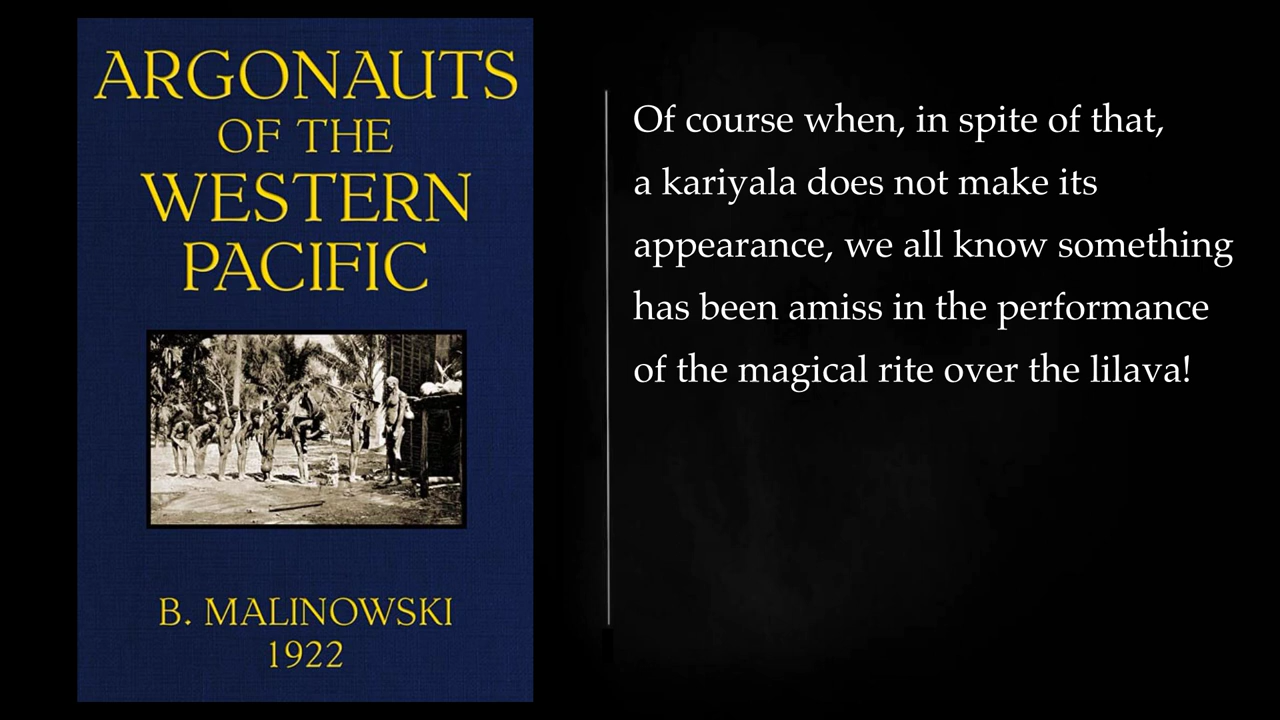 ARGONAUTS
OF THE
WESTERN
PACIFIC
B. MALINOWSKI
1922
Of course when, in spite of that,
a kariyala does not make its
appearance, we all know something
has been amiss in the performance
of the magical rite over the lilava!